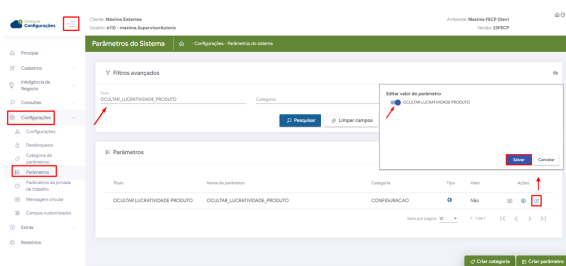 Configurações
Cliente: Máxima Sistemas
Usuário: 6110 - maxima.SupervisorAutoriz
Ambiente: Maxima-FECP (Dev)
Versão: 23FECP
Parâmetros do Sistema
Configurações - Parâmetros do sistema
Principal
Cadastros
Inteligência de
Negócio
Consultas
Configurações
Configurações
Desbloqueios
Categoria de
parâmetros
Parâmetros
Parâmetros da jornada
de trabalho
Mensagem circular
Campos customizados
Extras
Relatórios
Filtros avançados
Título
OCULTAR_LUCRATIVIDADE_PRODUTO
Categoria
Pesquisar
Limpar campos
Editar valor do parâmetro
OCULTAR LUCRATIVIDADE PRODUTO
Salvar
Cancelar
Parâmetros
Título
Nome do parâmetro
Categoria
Tipo
Valor
Ações
OCULTAR LUCRATIVIDADE PRODUTO
OCULTAR_LUCRATIVIDADE_PRODUTO
CONFIGURACAO
Não
Itens por página: 10
1 - 1 de 1
Criar categoria
Criar parâmetro